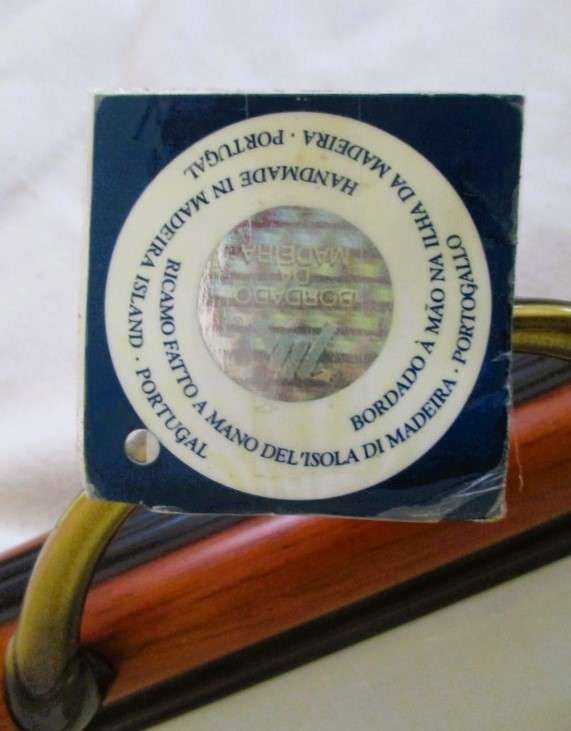 BORDADO À MÃO NA ILHA DA MADEIRA · PORTUGAL
HANDMADE IN MADEIRA ISLAND · PORTUGAL
RICAMO FATTO A MANO DEL'ISOLA DI MADEIRA · PORTOGALLO
BORDADO
DA
MADEIRA